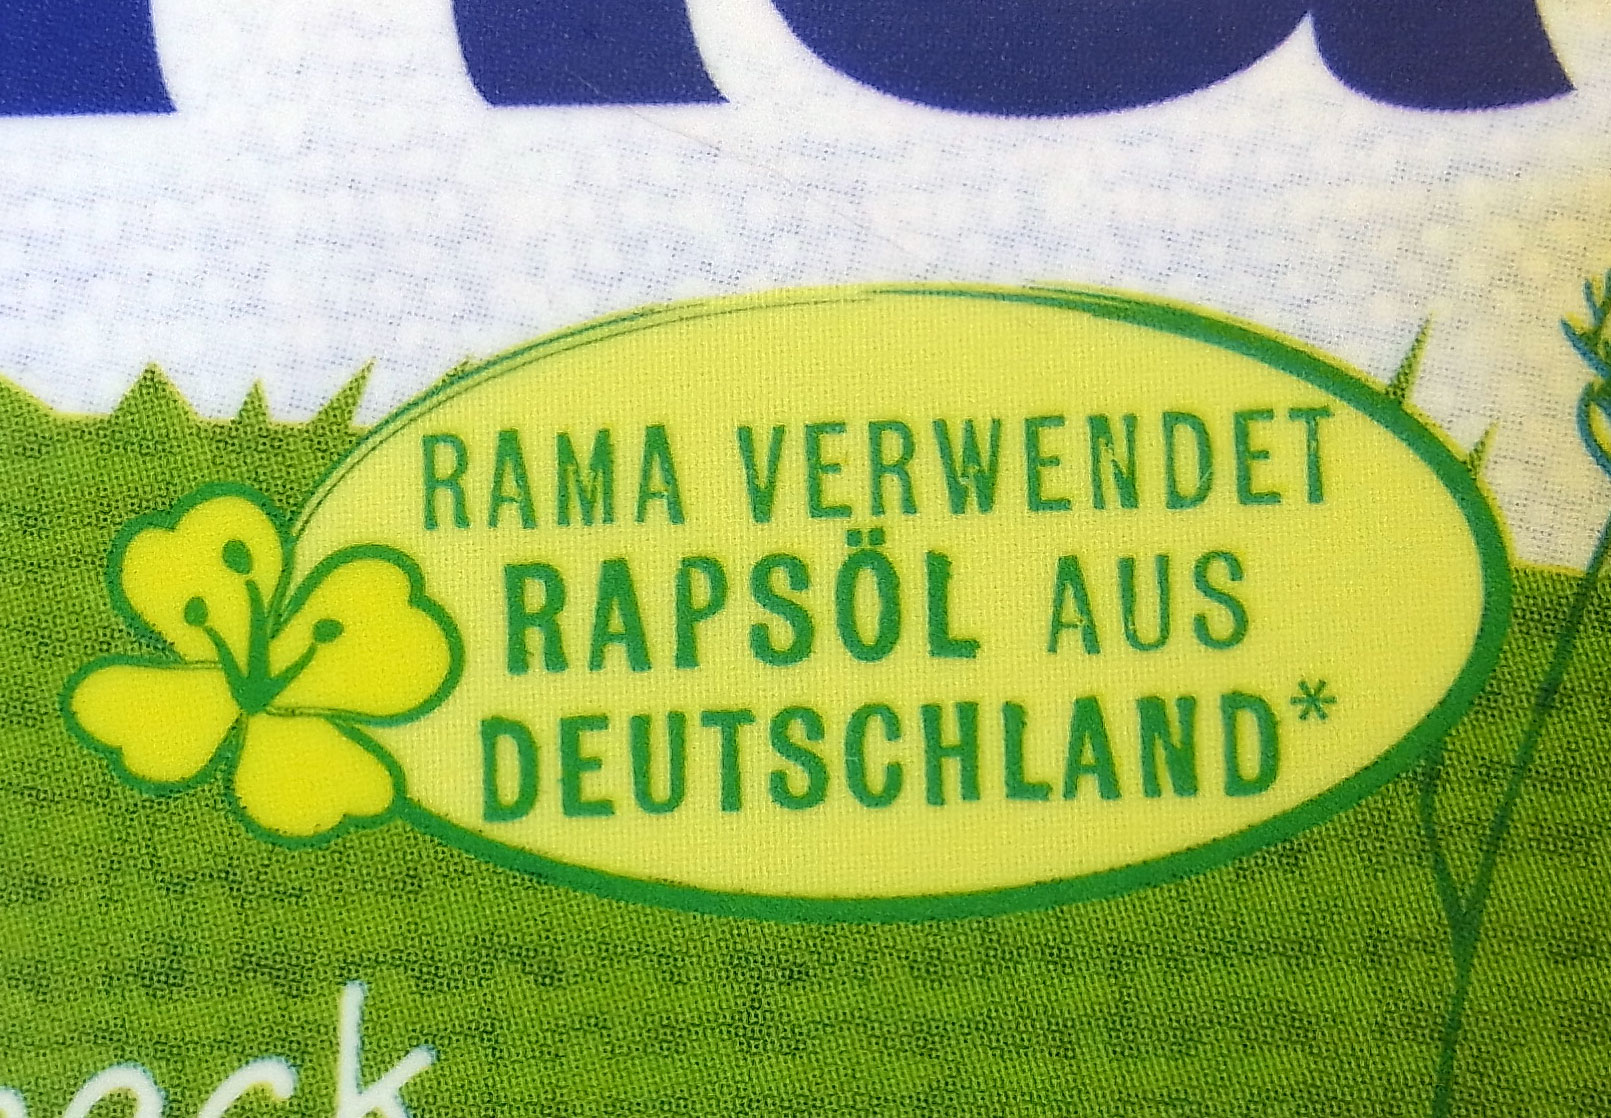 RAMA VERWENDET
RAPSÖL AUS
DEUTSCHLAND*